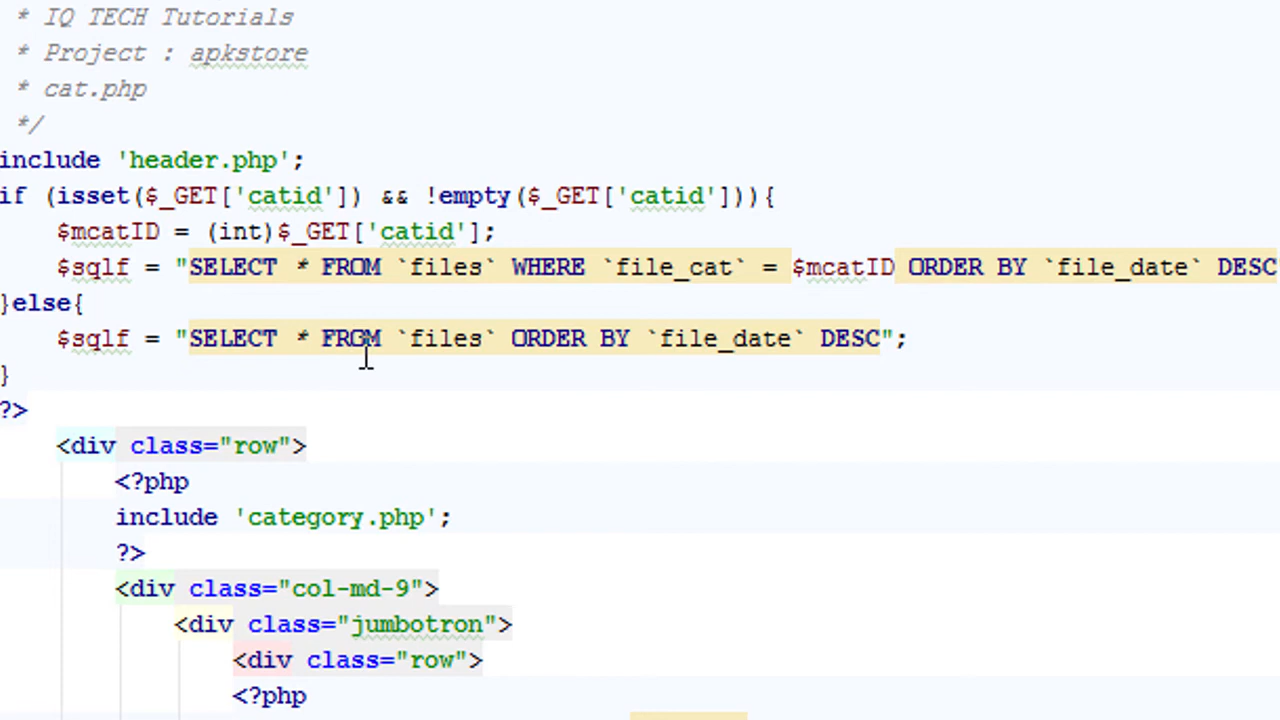 * IQ TECH Tutorials
* Project : apkstore
* cat.php
*/
include 'header.php';
if (isset($_GET['catid']) && !empty($_GET['catid'])){
$mcatID = (int)$_GET['catid'];
$sqlf = "SELECT * FROM `files` WHERE `file_cat` = $mcatID ORDER BY `file_date` DESC
}else{
$sqlf = "SELECT * FROM `files` ORDER BY `file_date` DESC";
}
?>
<div class="row">
<?php
include 'category.php';
?>
<div class="col-md-9">
<div class="jumbotron">
<div class="row">
<?php